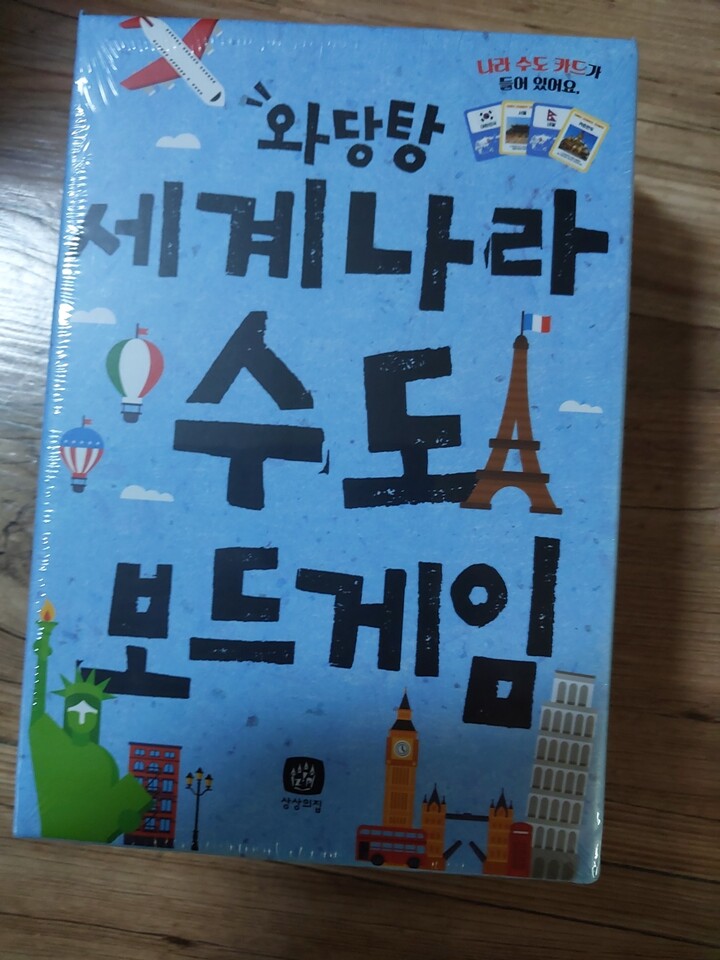 나라 수도 카드가
들어 있어요.
와당탕
세계나라
수도
보드게임
상상의집